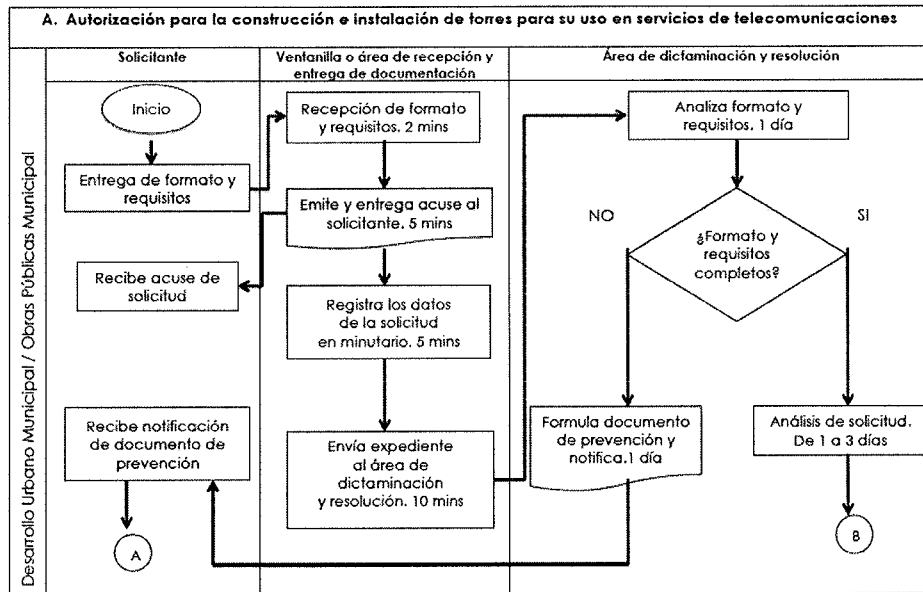 A. Autorización para la construcción e instalación de torres para su uso en servicios de telecomunicaciones
Desarrollo Urbano Municipal / Obras Públicas Municipal
Solicitante
Ventanilla o área de recepción y
entrega de documentación
Área de dictaminación y resolución
Inicio
Entrega de formato y
requisitos
Recepción de formato
y requisitos. 2 mins
Emite y entrega acuse al
solicitante. 5 mins
Recibe acuse de
solicitud
Registra los datos
de la solicitud
en minutario. 5 mins
Envía expediente
al área de
dictaminación
y resolución. 10 mins
Analiza formato y
requisitos. 1 día
¿Formato y
requisitos
completos?
NO
SI
Formula documento
de prevención y
notifica.1 día
Análisis de solicitud.
De 1 a 3 días
Recibe notificación
de documento de
prevención
A
B